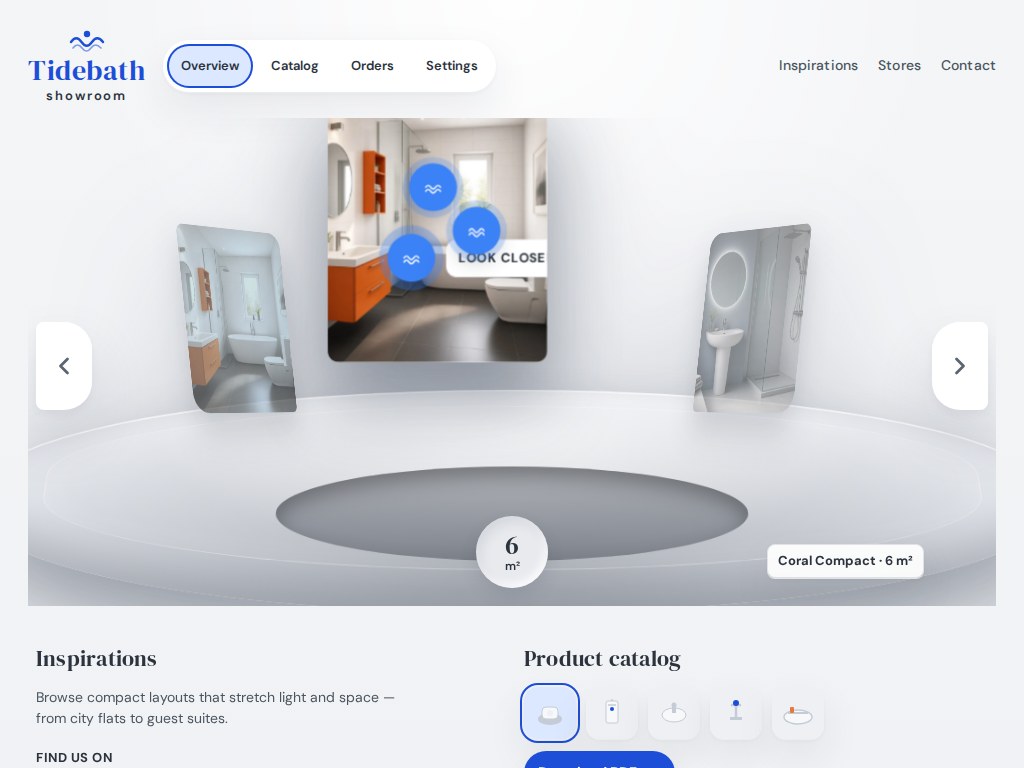 Tidebath
showroom
Overview
Catalog
Orders
Settings
Inspirations
Stores
Contact
LOOK CLOSE
6
m²
Coral Compact · 6 m²
Inspirations
Browse compact layouts that stretch light and space —
from city flats to guest suites.
FIND US ON
Product catalog